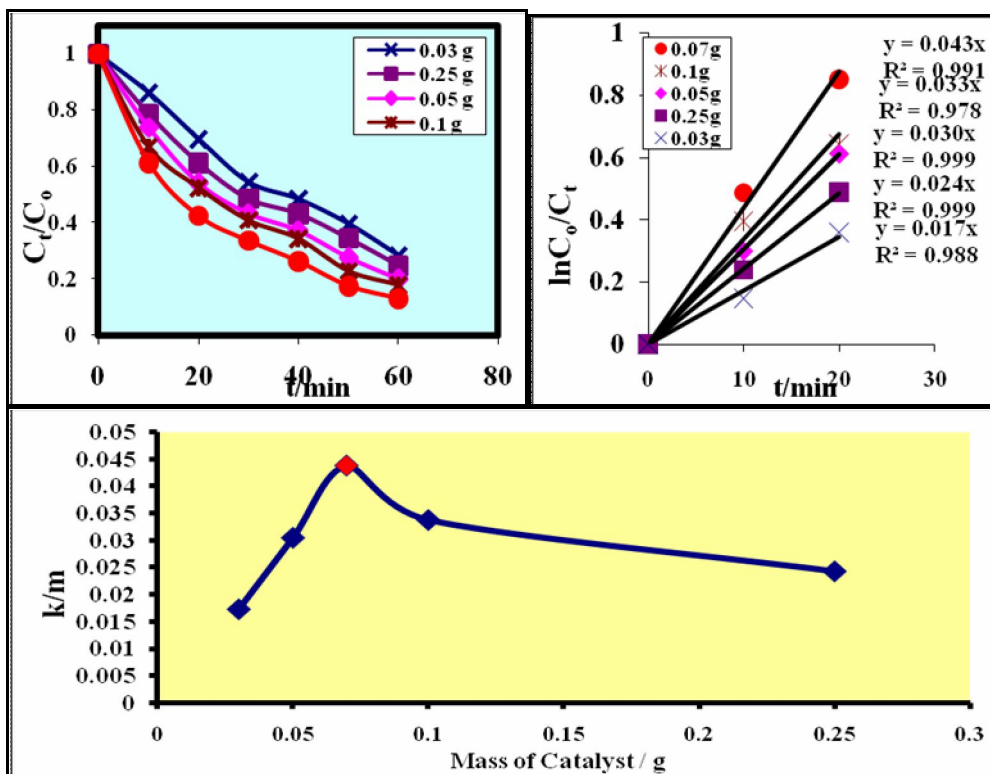 1
0.8
0.6
0.4
0.2
0
0
20
40
60
80
Ct/Co
t/min
0.03 g
0.25 g
0.05 g
0.1 g
0.8
0.6
0.4
0.2
0
0
10
20
30
lnCo/Ct
t/min
0.07g
0.1g
0.05g
0.25g
0.03g
y = 0.043x
R² = 0.991
y = 0.033x
R² = 0.978
y = 0.030x
R² = 0.999
y = 0.024x
R² = 0.999
y = 0.017x
R² = 0.988
0.05
0.045
0.04
0.035
0.03
0.025
0.02
0.015
0.01
0.005
0
0
0.05
0.1
0.15
0.2
0.25
0.3
k/m
Mass of Catalyst / g